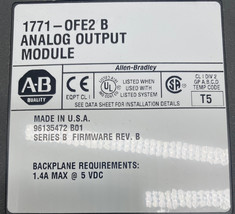 1771-OFE2 B
ANALOG OUTPUT
MODULE
Allen-Bradley
A-B
QUALITY
EQPT CL I
LISTED WHEN
USED WITH
LISTED
CL I DIV 2
GP A,B,C,D
TEMP CODE
T5
SEE DATA SHEET FOR INSTALLATION DETAILS
MADE IN U.S.A.
96135472 B01
SERIES B FIRMWARE REV. B
BACKPLANE REQUIREMENTS:
1.4A MAX @ 5 VDC